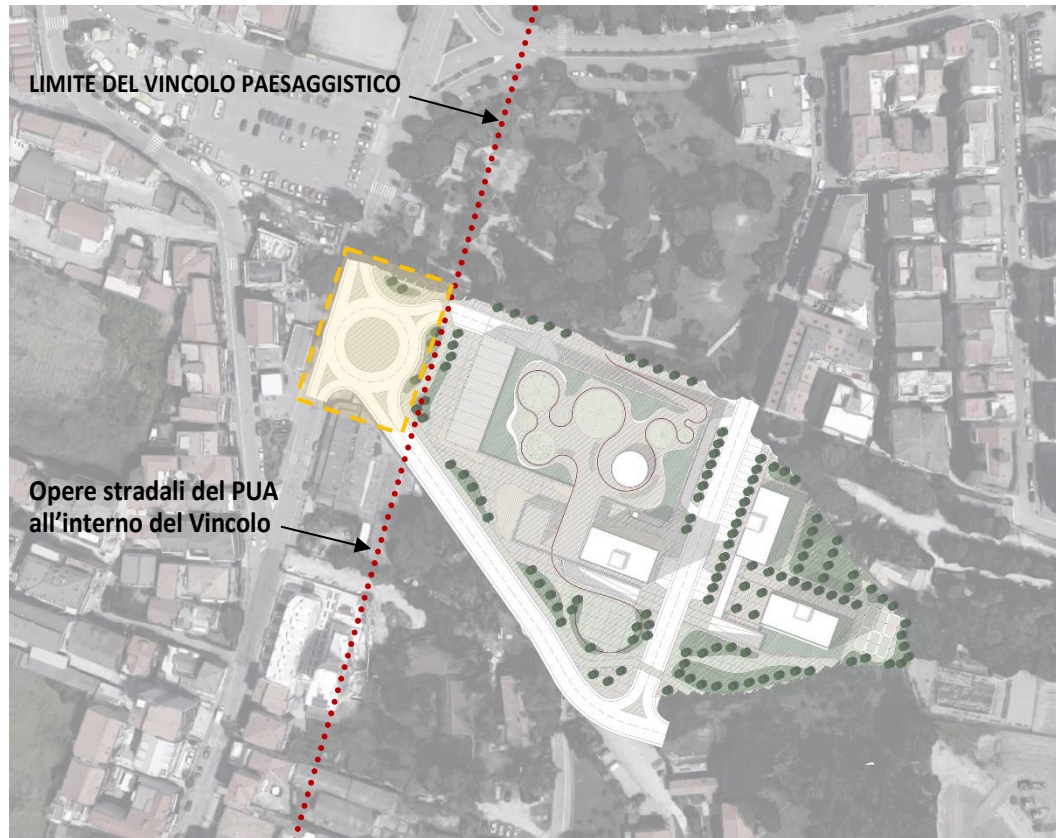 LIMITE DEL VINCOLO PAESAGGISTICO
Opere stradali del PUA
all’interno del Vincolo